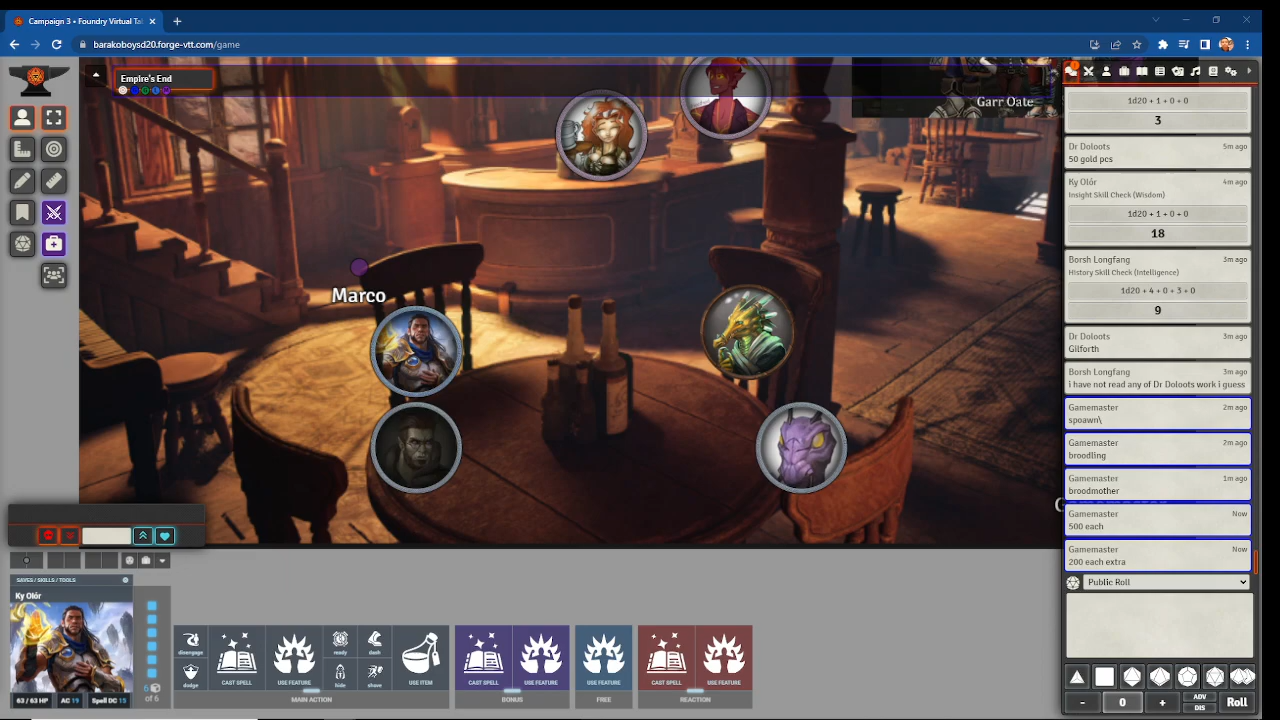 Campaign 3 • Foundry Virtual Tab
barakoboysd20.forge-vtt.com/game
Empire's End
Garr Oate
Marco
1d20 + 1 + 0 + 0
3
Dr Doloots 5m ago
50 gold pcs
Ky Olór 4m ago
Insight Skill Check (Wisdom)
1d20 + 1 + 0 + 0
18
Borsh Longfang 3m ago
History Skill Check (Intelligence)
1d20 + 4 + 0 + 3 + 0
9
Dr Doloots 3m ago
Gilforth
Borsh Longfang 3m ago
i have not read any of Dr Doloots work i guess
Gamemaster 2m ago
spoawn\
Gamemaster 2m ago
broodling
Gamemaster 1m ago
broodmother
Gamemaster Now
500 each
Gamemaster Now
200 each extra
Public Roll
- 0 + ADV
DIS
Roll
SAVES / SKILLS / TOOLS
Ky Olór
63 / 63 HP AC 19 Spell DC 15
6
of 6
disengage
dodge
CAST SPELL
USE FEATURE
ready
hide
dash
shove
USE ITEM
MAIN ACTION
CAST SPELL
USE FEATURE
BONUS
USE FEATURE
FREE
CAST SPELL
USE FEATURE
REACTION